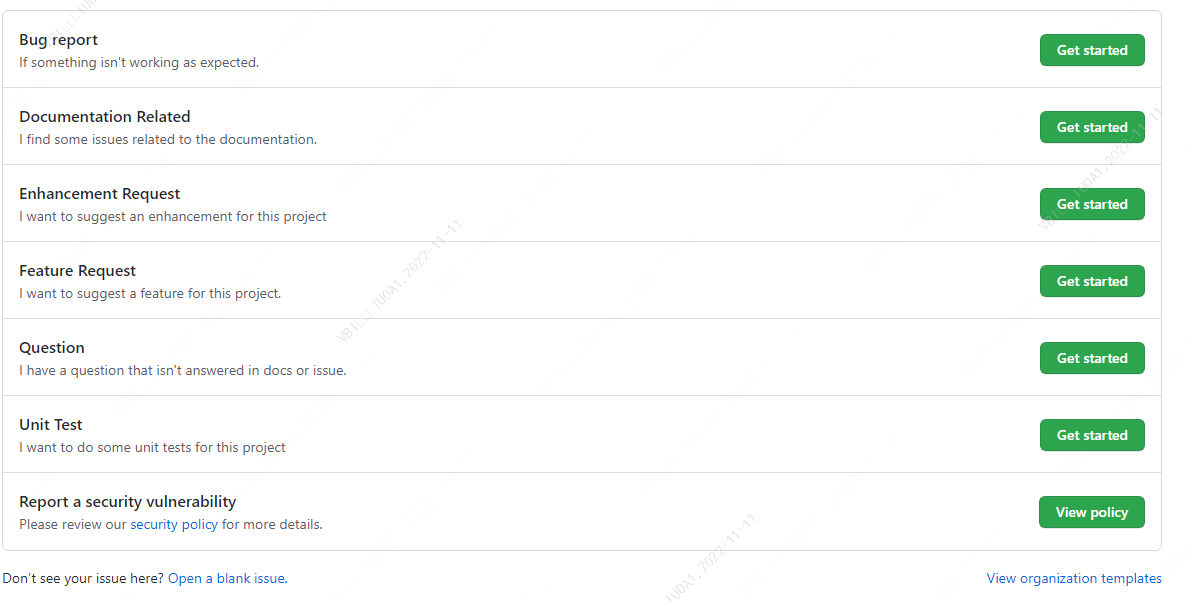 Bug report
If something isn't working as expected.
Get started
Documentation Related
I find some issues related to the documentation.
Get started
Enhancement Request
I want to suggest an enhancement for this project
Get started
Feature Request
I want to suggest a feature for this project.
Get started
Question
I have a question that isn't answered in docs or issue.
Get started
Unit Test
I want to do some unit tests for this project
Get started
Report a security vulnerability
Please review our security policy for more details.
View policy
Don't see your issue here? Open a blank issue.
View organization templates